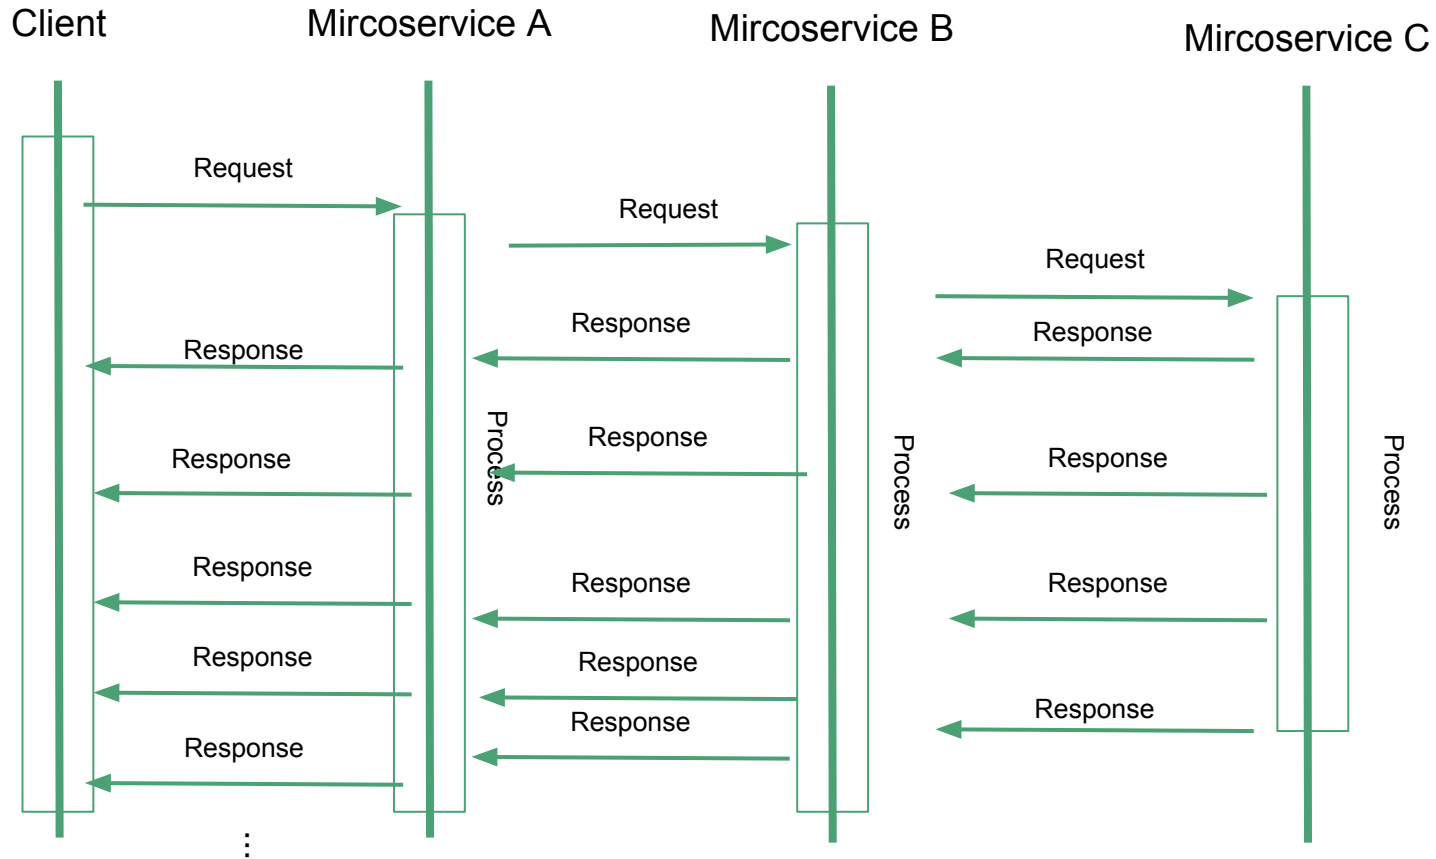 Client
Mircoservice A
Mircoservice B
Mircoservice C
Request
Request
Request
Response
Response
Response
Process
Response
Process
Response
Response
Process
Response
Response
Response
Response
Response
Response
Response
Response
Response
...